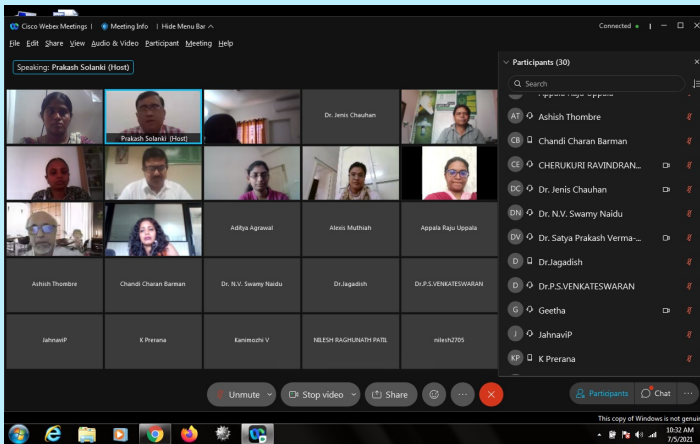 Cisco Webex Meetings | Meeting Info | Hide Menu Bar
Connected
File Edit Share View Audio & Video Participant Meeting Help
Speaking: Prakash Solanki (Host)
Participants (30)
Search
Appala Raju Uppala
AT Ashish Thombre
CB Chandi Charan Barman
CE CHERUKURI RAVINDRAN...
DC Dr. Jenis Chauhan
DN Dr. N.V. Swamy Naidu
DV Dr. Satya Prakash Verma-...
D Dr.Jagadish
D Dr.P.S.VENKATESWARAN
G Geetha
J JahnaviP
KP K Prerana
Prakash Solanki (Host)
Dr. Jenis Chauhan
Aditya Agrawal
Alexis Muthiah
Appala Raju Uppala
Ashish Thombre
Chandi Charan Barman
Dr. N.V. Swamy Naidu
Dr.Jagadish
Dr.P.S.VENKATESWARAN
JahnaviP
K Prerana
Kanimozhi V
NILESH RAGHUNATH PATIL
nilesh2705
Unmute
Stop video
Share
Participants
Chat
This copy of Windows is not genuin
10:32 AM